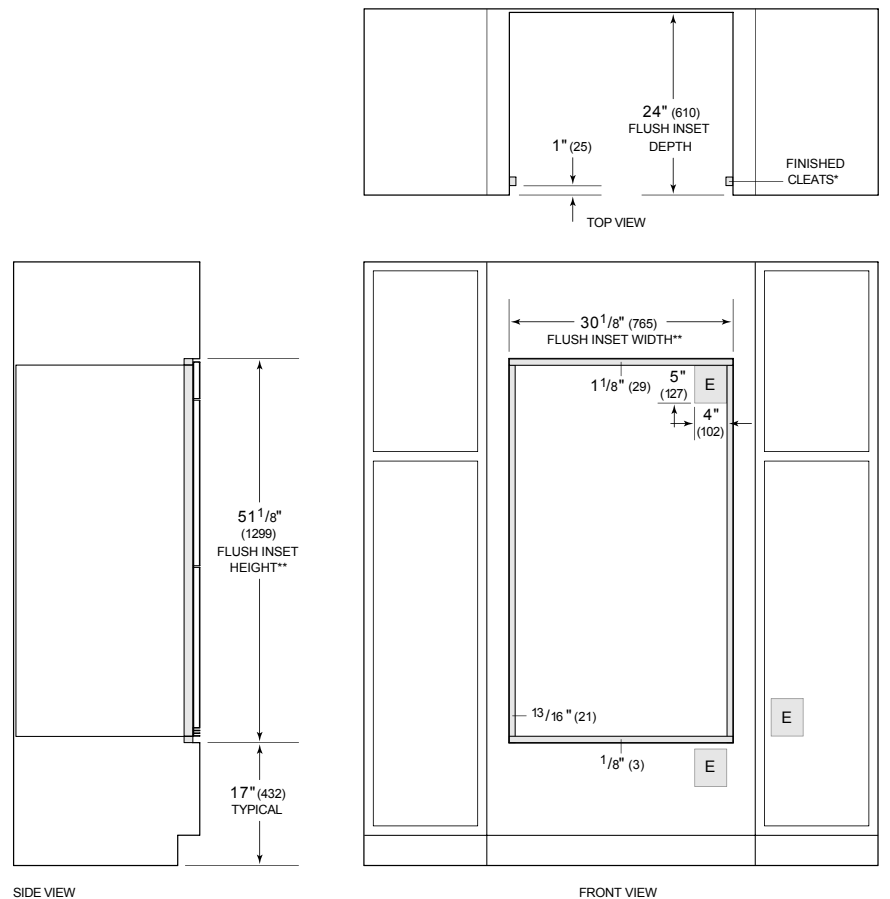 24" (610)
FLUSH INSET
DEPTH
1" (25)
FINISHED
CLEATS*
TOP VIEW
30 1/8" (765)
FLUSH INSET WIDTH**
1 1/8" (29)
5"
(127)
E
4"
(102)
51 1/8"
(1299)
FLUSH INSET
HEIGHT**
13/16" (21)
E
1/8" (3)
E
17" (432)
TYPICAL
SIDE VIEW
FRONT VIEW